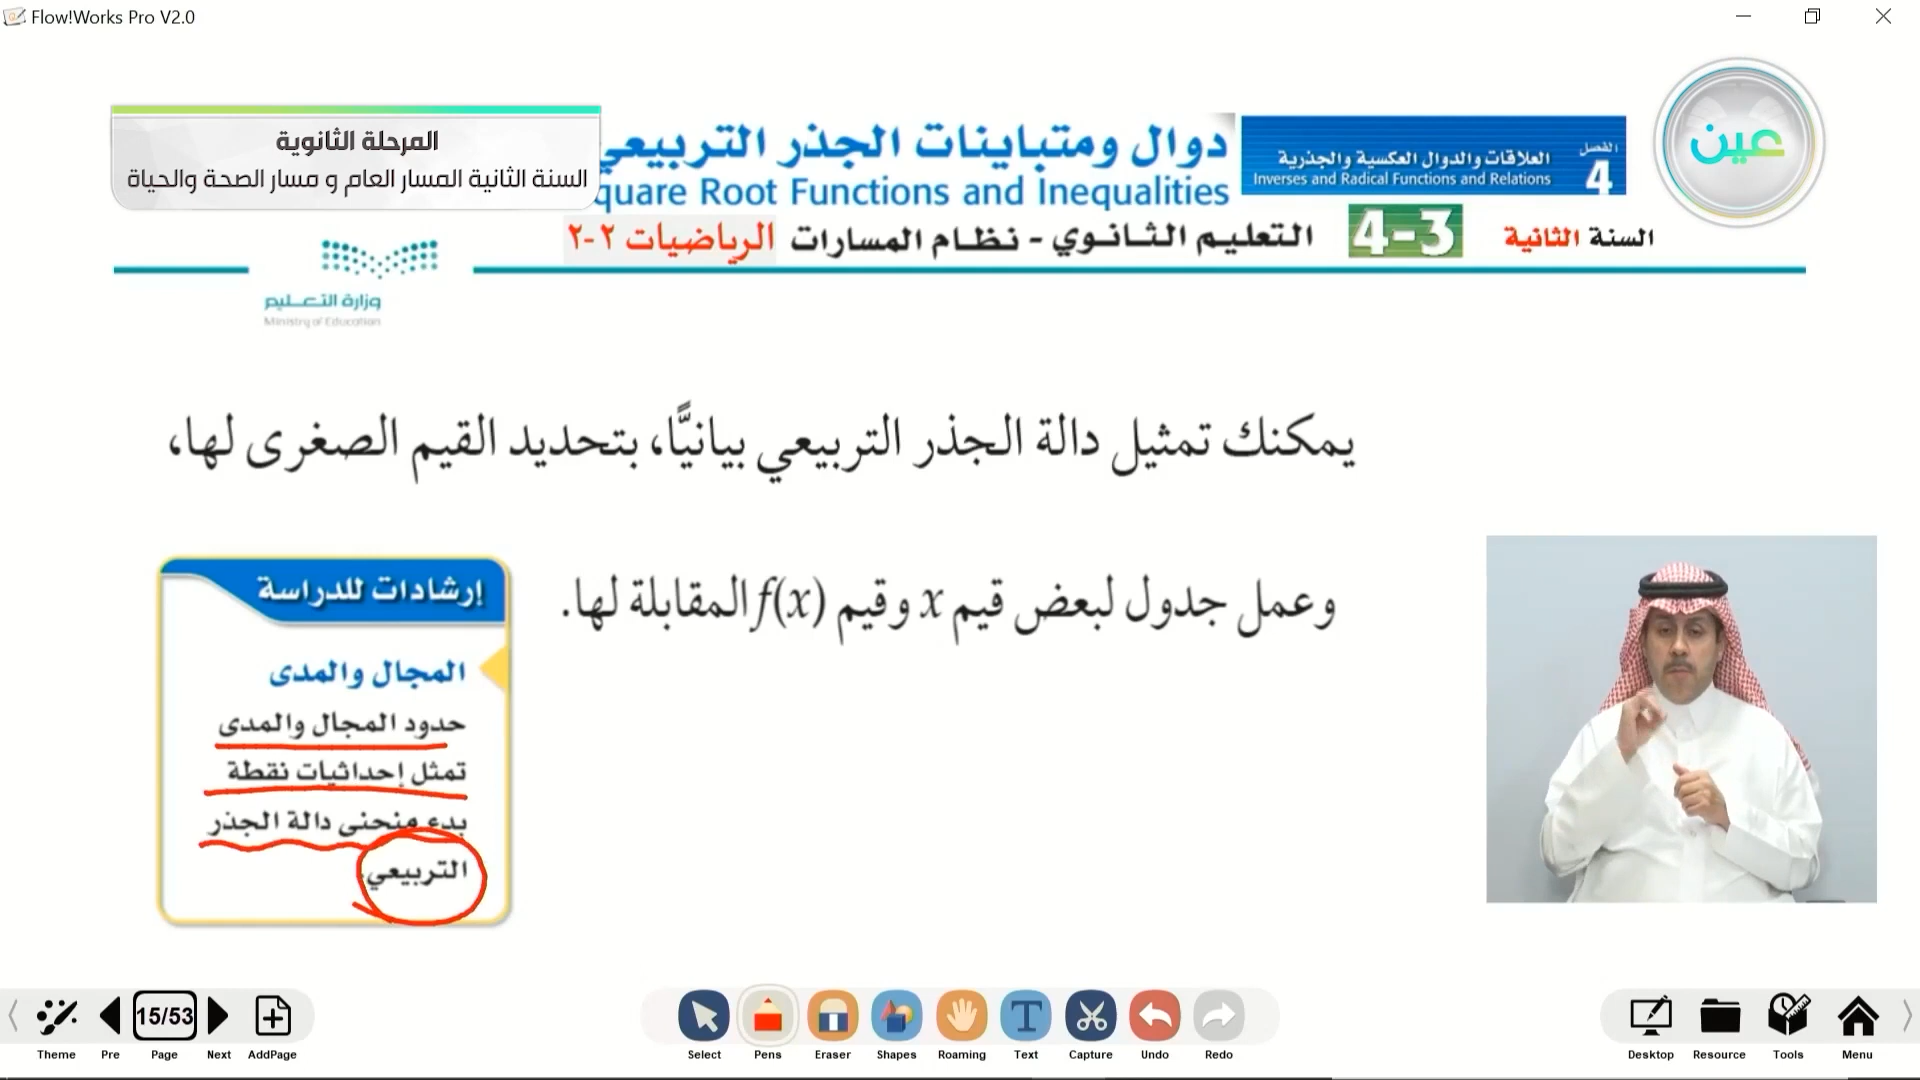 Flow!Works Pro V2.0
عين
الفصل 4
العلاقات والدوال العكسية والجذرية
Inverses and Radical Functions and Relations
دوال ومتباينات الجذر التربيعي
quare Root Functions and Inequalities
المرحلة الثانوية
السنة الثانية المسار العام و مسار الصحة والحياة
السنة الثانية
4-3
التعليم الثانوي - نظام المسارات الرياضيات ٢-٢
وزارة التعليم
Ministry of Education
يمكنك تمثيل دالة الجذر التربيعي بيانيًّا، بتحديد القيم الصغرى لها،
وعمل جدول لبعض قيم x وقيم f(x) المقابلة لها.
إرشادات للدراسة
المجال والمدى
حدود المجال والمدى
تمثل إحداثيات نقطة
بدء منحنى دالة الجذر
التربيعي.
15/53
Theme Pre Page Next AddPage
Select Pens Eraser Shapes Roaming Text Capture Undo Redo
Desktop Resource Tools Menu